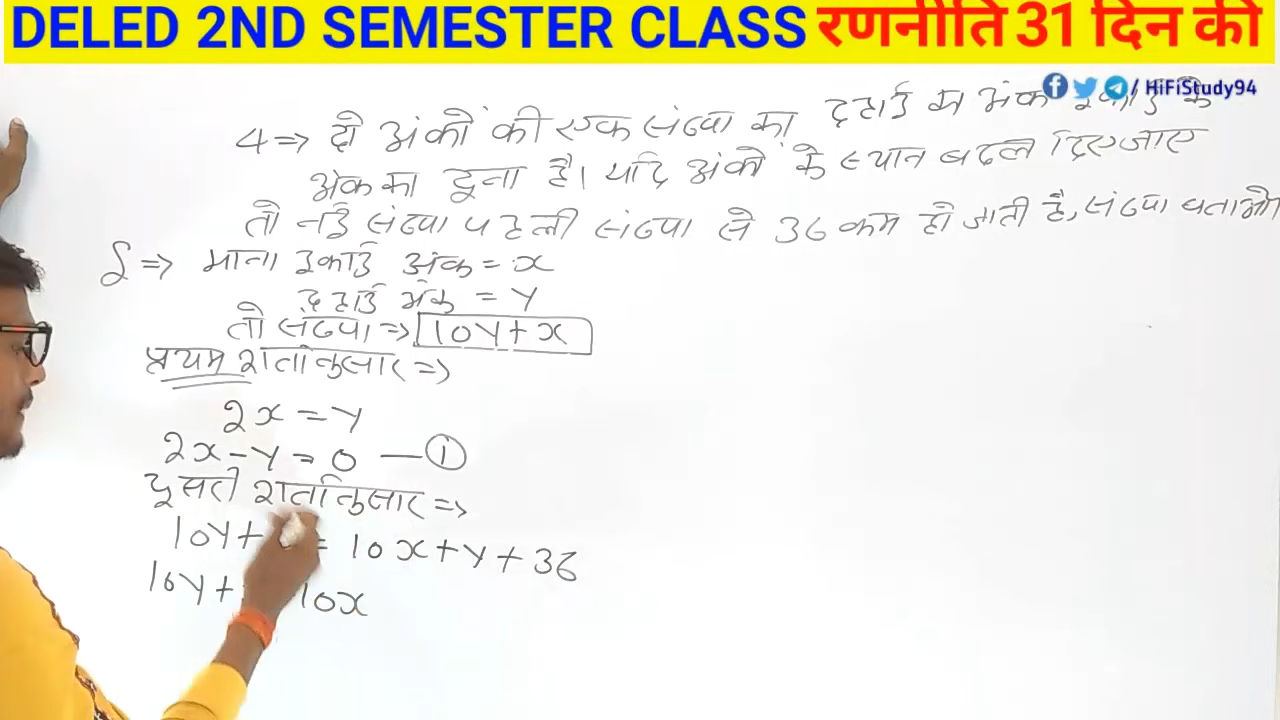 DELED 2ND SEMESTER CLASS रणनीति 31 दिन की
/HiFiStudy94
4⇒ दो अंकों की एक संख्या का दहाई का अंक इकाई के
अंक का दूना है। यदि अंकों के स्थान बदल दिए जाए
तो नई संख्या पहली संख्या से 36 कम हो जाती है, संख्या बताओ
⇒ माना इकाई अंक = x
दहाई अंक = y
तो संख्या ⇒ 10y+x
प्रथम शर्तानुसार ⇒
2x = y
2x - y = 0 — ①
दूसरी शर्तानुसार ⇒
10y+ = 10x+y+36
10y+ 10x